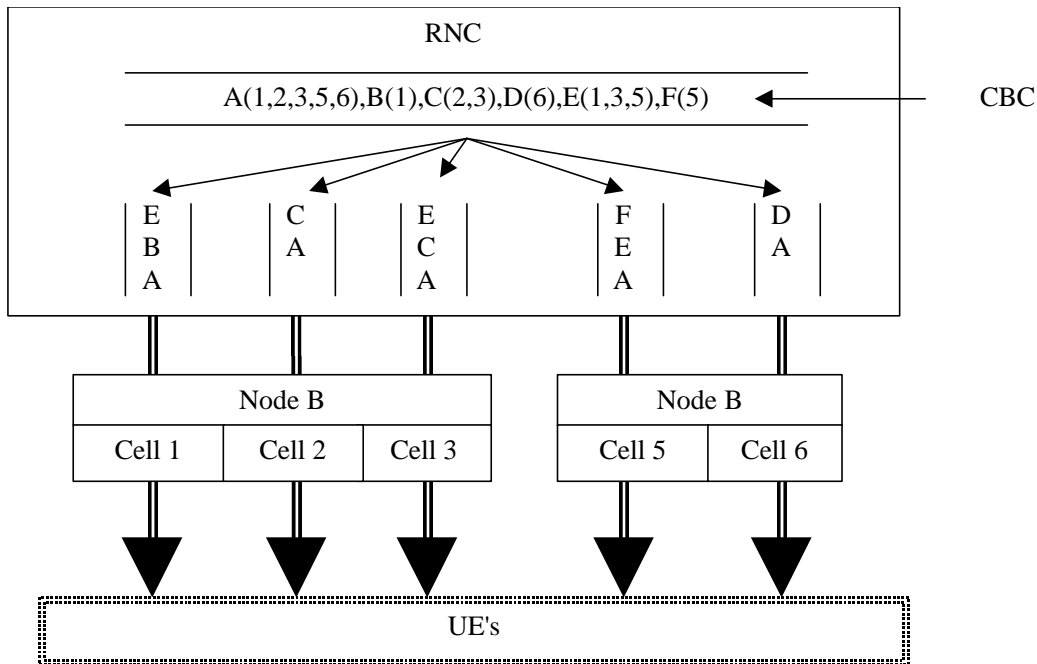 RNC
A(1,2,3,5,6),B(1),C(2,3),D(6),E(1,3,5),F(5)
CBC
E
B
A
C
A
E
C
A
F
E
A
D
A
Node B
Cell 1
Cell 2
Cell 3
Node B
Cell 5
Cell 6
UE's